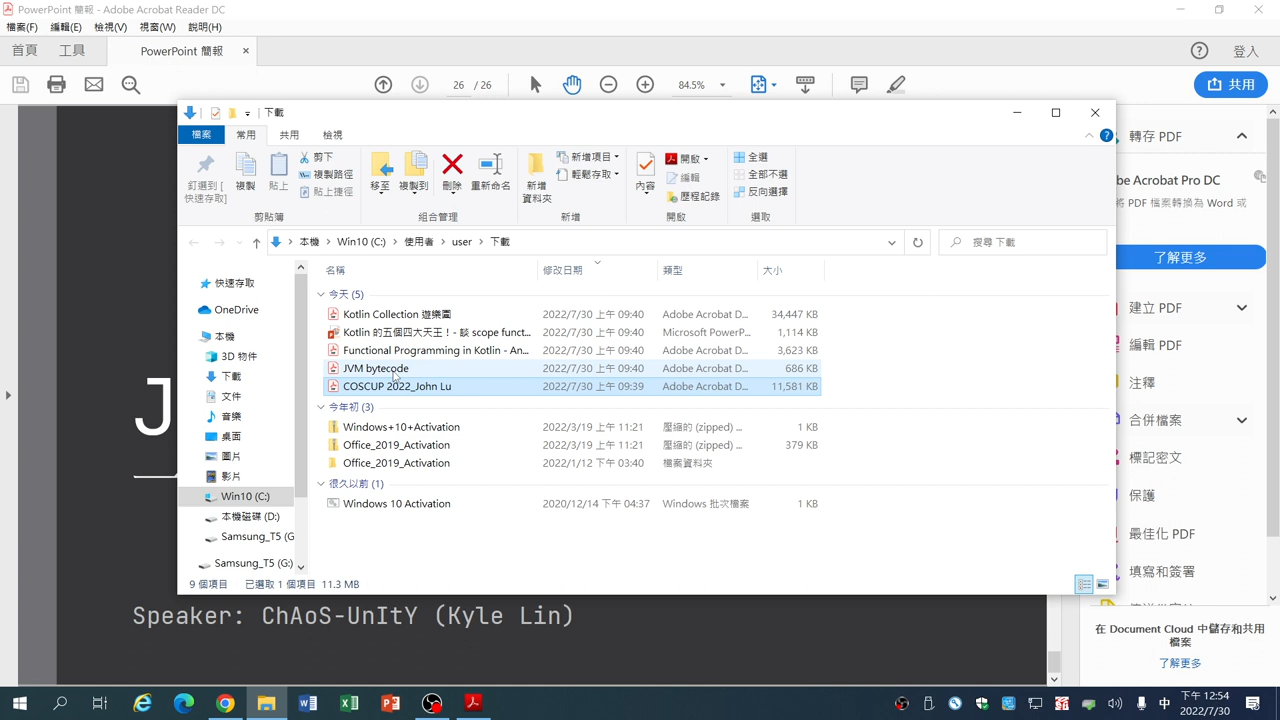 PowerPoint 簡報 - Adobe Acrobat Reader DC
檔案(F) 編輯(E) 檢視(V) 視窗(W) 說明(H)
首頁 工具 PowerPoint 簡報 × 登入
26 / 26 84.5% 共用
下載
檔案 常用 共用 檢視
釘選到 [
快速存取]
複製
貼上
剪下
複製路徑
貼上捷徑
剪貼簿
移至
複製到
刪除
重新命名
組合管理
新增
資料夾
新增項目
輕鬆存取
新增
內容
開啟
編輯
歷程記錄
開啟
全選
全部不選
反向選擇
選取
本機 > Win10 (C:) > 使用者 > user > 下載
搜尋 下載
快速存取
OneDrive
本機
3D 物件
下載
文件
音樂
桌面
圖片
影片
Win10 (C:)
本機磁碟 (D:)
Samsung_T5 (G
Samsung_T5 (G:)
名稱 修改日期 類型 大小
今天 (5)
Kotlin Collection 遊樂園 2022/7/30 上午 09:40 Adobe Acrobat D... 34,447 KB
Kotlin 的五個四大天王！- 談 scope funct... 2022/7/30 上午 09:40 Microsoft PowerP... 1,114 KB
Functional Programming in Kotlin - An... 2022/7/30 上午 09:40 Adobe Acrobat D... 3,623 KB
JVM bytecode 2022/7/30 上午 09:40 Adobe Acrobat D... 686 KB
COSCUP 2022_John Lu 2022/7/30 上午 09:39 Adobe Acrobat D... 11,581 KB
今年初 (3)
Windows+10+Activation 2022/3/19 上午 11:21 壓縮的 (zipped) ... 1 KB
Office_2019_Activation 2022/3/19 上午 11:21 壓縮的 (zipped) ... 379 KB
Office_2019_Activation 2022/1/12 下午 03:40 檔案資料夾
很久以前 (1)
Windows 10 Activation 2020/12/14 下午 04:37 Windows 批次檔案 1 KB
9 個項目 已選取 1 個項目 11.3 MB
J
Speaker: ChAoS-UnItY (Kyle Lin)
轉存 PDF
be Acrobat Pro DC
將 PDF 檔案轉換為 Word 或
了解更多
建立 PDF
編輯 PDF
注釋
合併檔案
標記密文
保護
最佳化 PDF
填寫和簽署
在 Document Cloud 中儲存和共用
檔案
了解更多
中
下午 12:54
2022/7/30